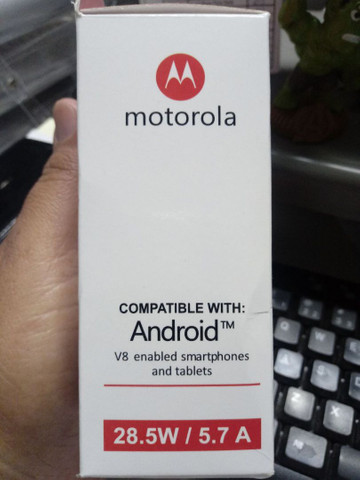 motorola
COMPATIBLE WITH:
Android™
V8 enabled smartphones
and tablets
28.5W / 5.7 A